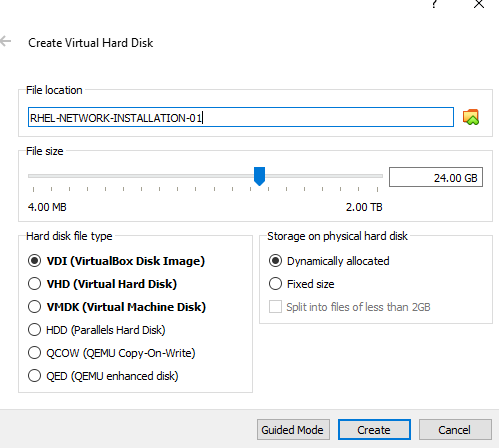 ?
Create Virtual Hard Disk
File location
RHEL-NETWORK-INSTALLATION-01
File size
24.00 GB
4.00 MB 2.00 TB
Hard disk file type
VDI (VirtualBox Disk Image)
VHD (Virtual Hard Disk)
VMDK (Virtual Machine Disk)
HDD (Parallels Hard Disk)
QCOW (QEMU Copy-On-Write)
QED (QEMU enhanced disk)
Storage on physical hard disk
Dynamically allocated
Fixed size
Split into files of less than 2GB
Guided Mode Create Cancel